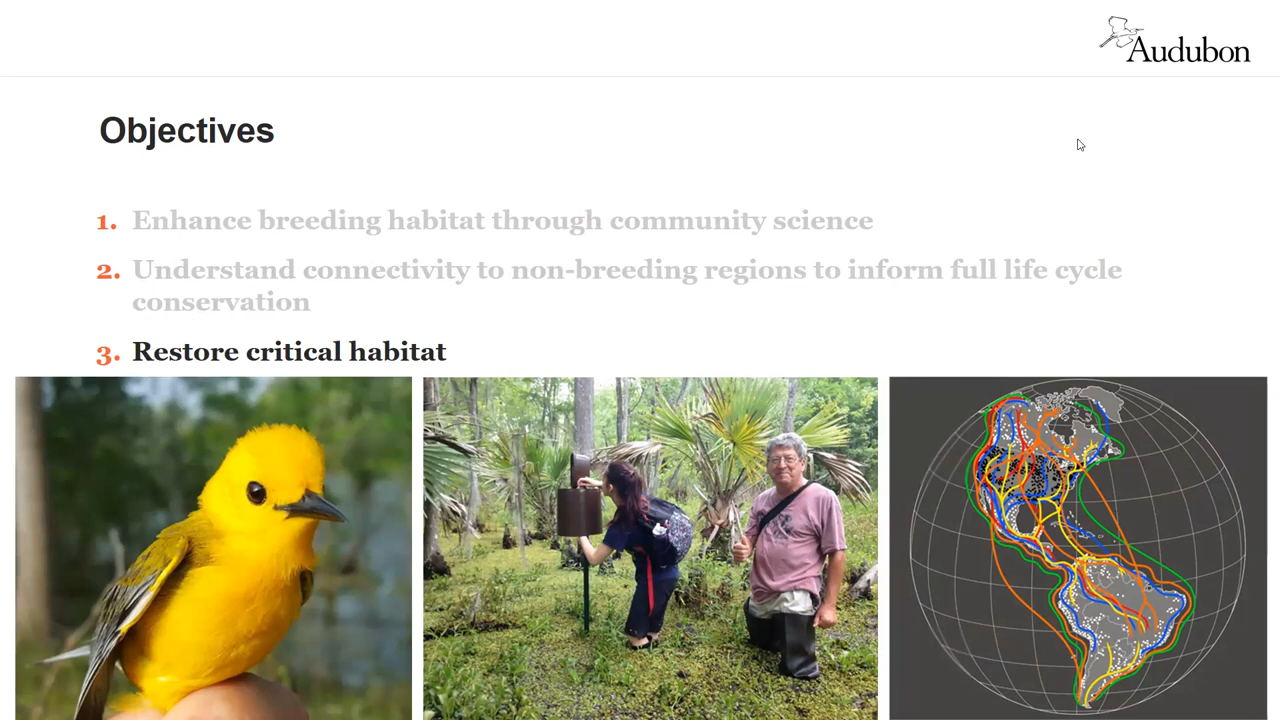 Audubon
Objectives
1. Enhance breeding habitat through community science
2. Understand connectivity to non-breeding regions to inform full life cycle
conservation
3. Restore critical habitat